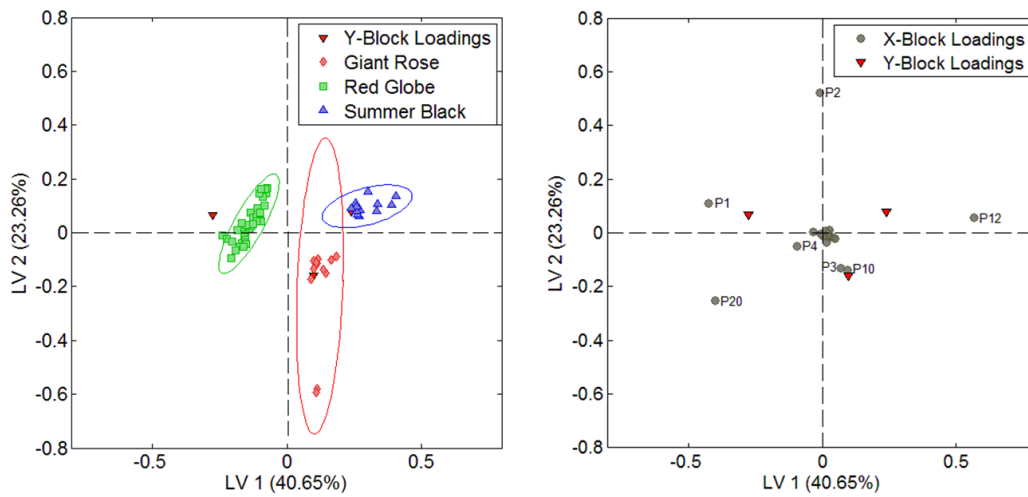 Y-Block Loadings
Giant Rose
Red Globe
Summer Black
0.8
0.6
0.4
0.2
0
-0.2
-0.4
-0.6
-0.8
LV 2 (23.26%)
-0.5
0
0.5
LV 1 (40.65%)
X-Block Loadings
Y-Block Loadings
0.8
0.6
0.4
0.2
0
-0.2
-0.4
-0.6
-0.8
LV 2 (23.26%)
P2
P1
P12
P4
P3
P10
P20
-0.5
0
0.5
LV 1 (40.65%)